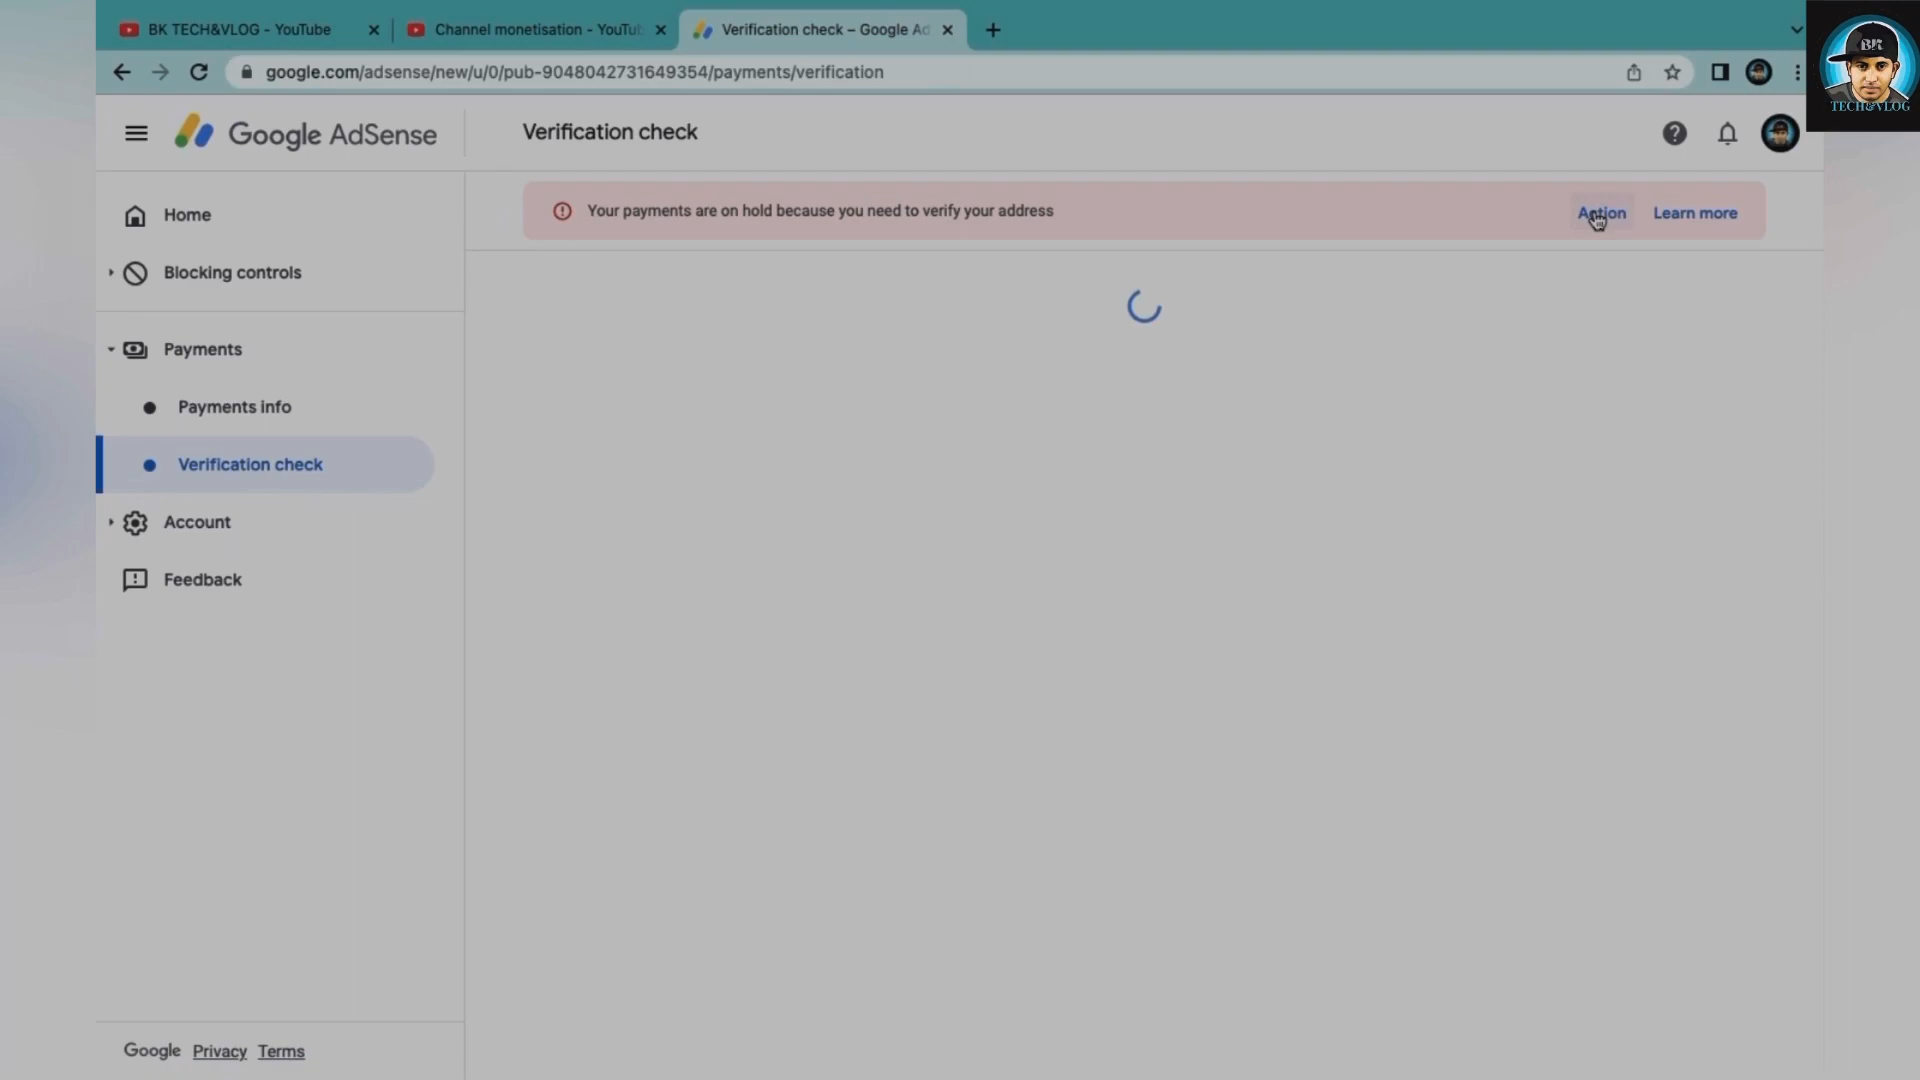 BK TECH&VLOG - YouTube
Channel monetisation - YouTu
Verification check – Google Ad
google.com/adsense/new/u/0/pub-9048042731649354/payments/verification
BK
TECH&VLOG
Google AdSense
Verification check
Your payments are on hold because you need to verify your address
Action
Learn more
Home
Blocking controls
Payments
Payments info
Verification check
Account
Feedback
Google Privacy Terms